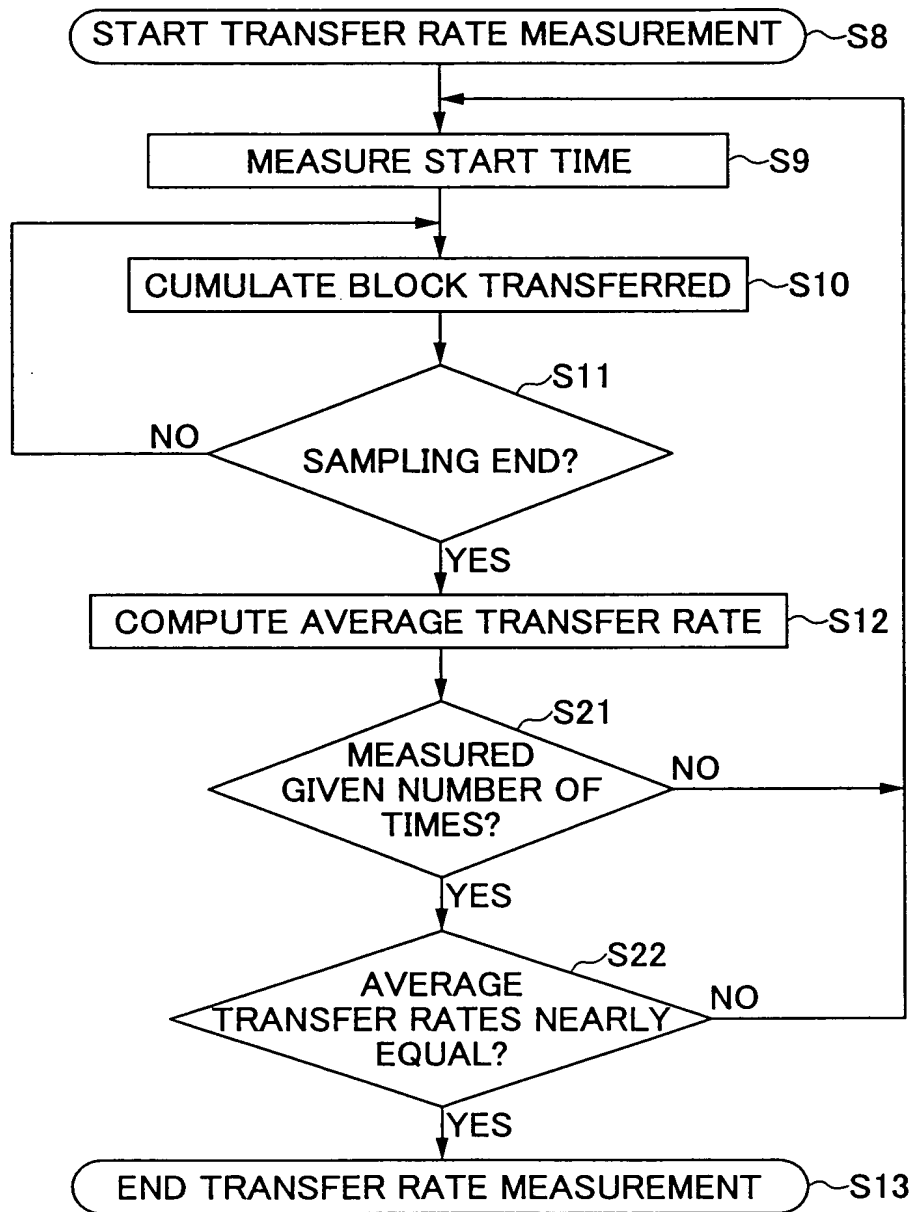 START TRANSFER RATE MEASUREMENT
S8
MEASURE START TIME
S9
CUMULATE BLOCK TRANSFERRED
S10
S11
NO
SAMPLING END?
YES
COMPUTE AVERAGE TRANSFER RATE
S12
S21
MEASURED
GIVEN NUMBER OF
TIMES?
NO
YES
S22
AVERAGE
TRANSFER RATES NEARLY
EQUAL?
NO
YES
END TRANSFER RATE MEASUREMENT
S13